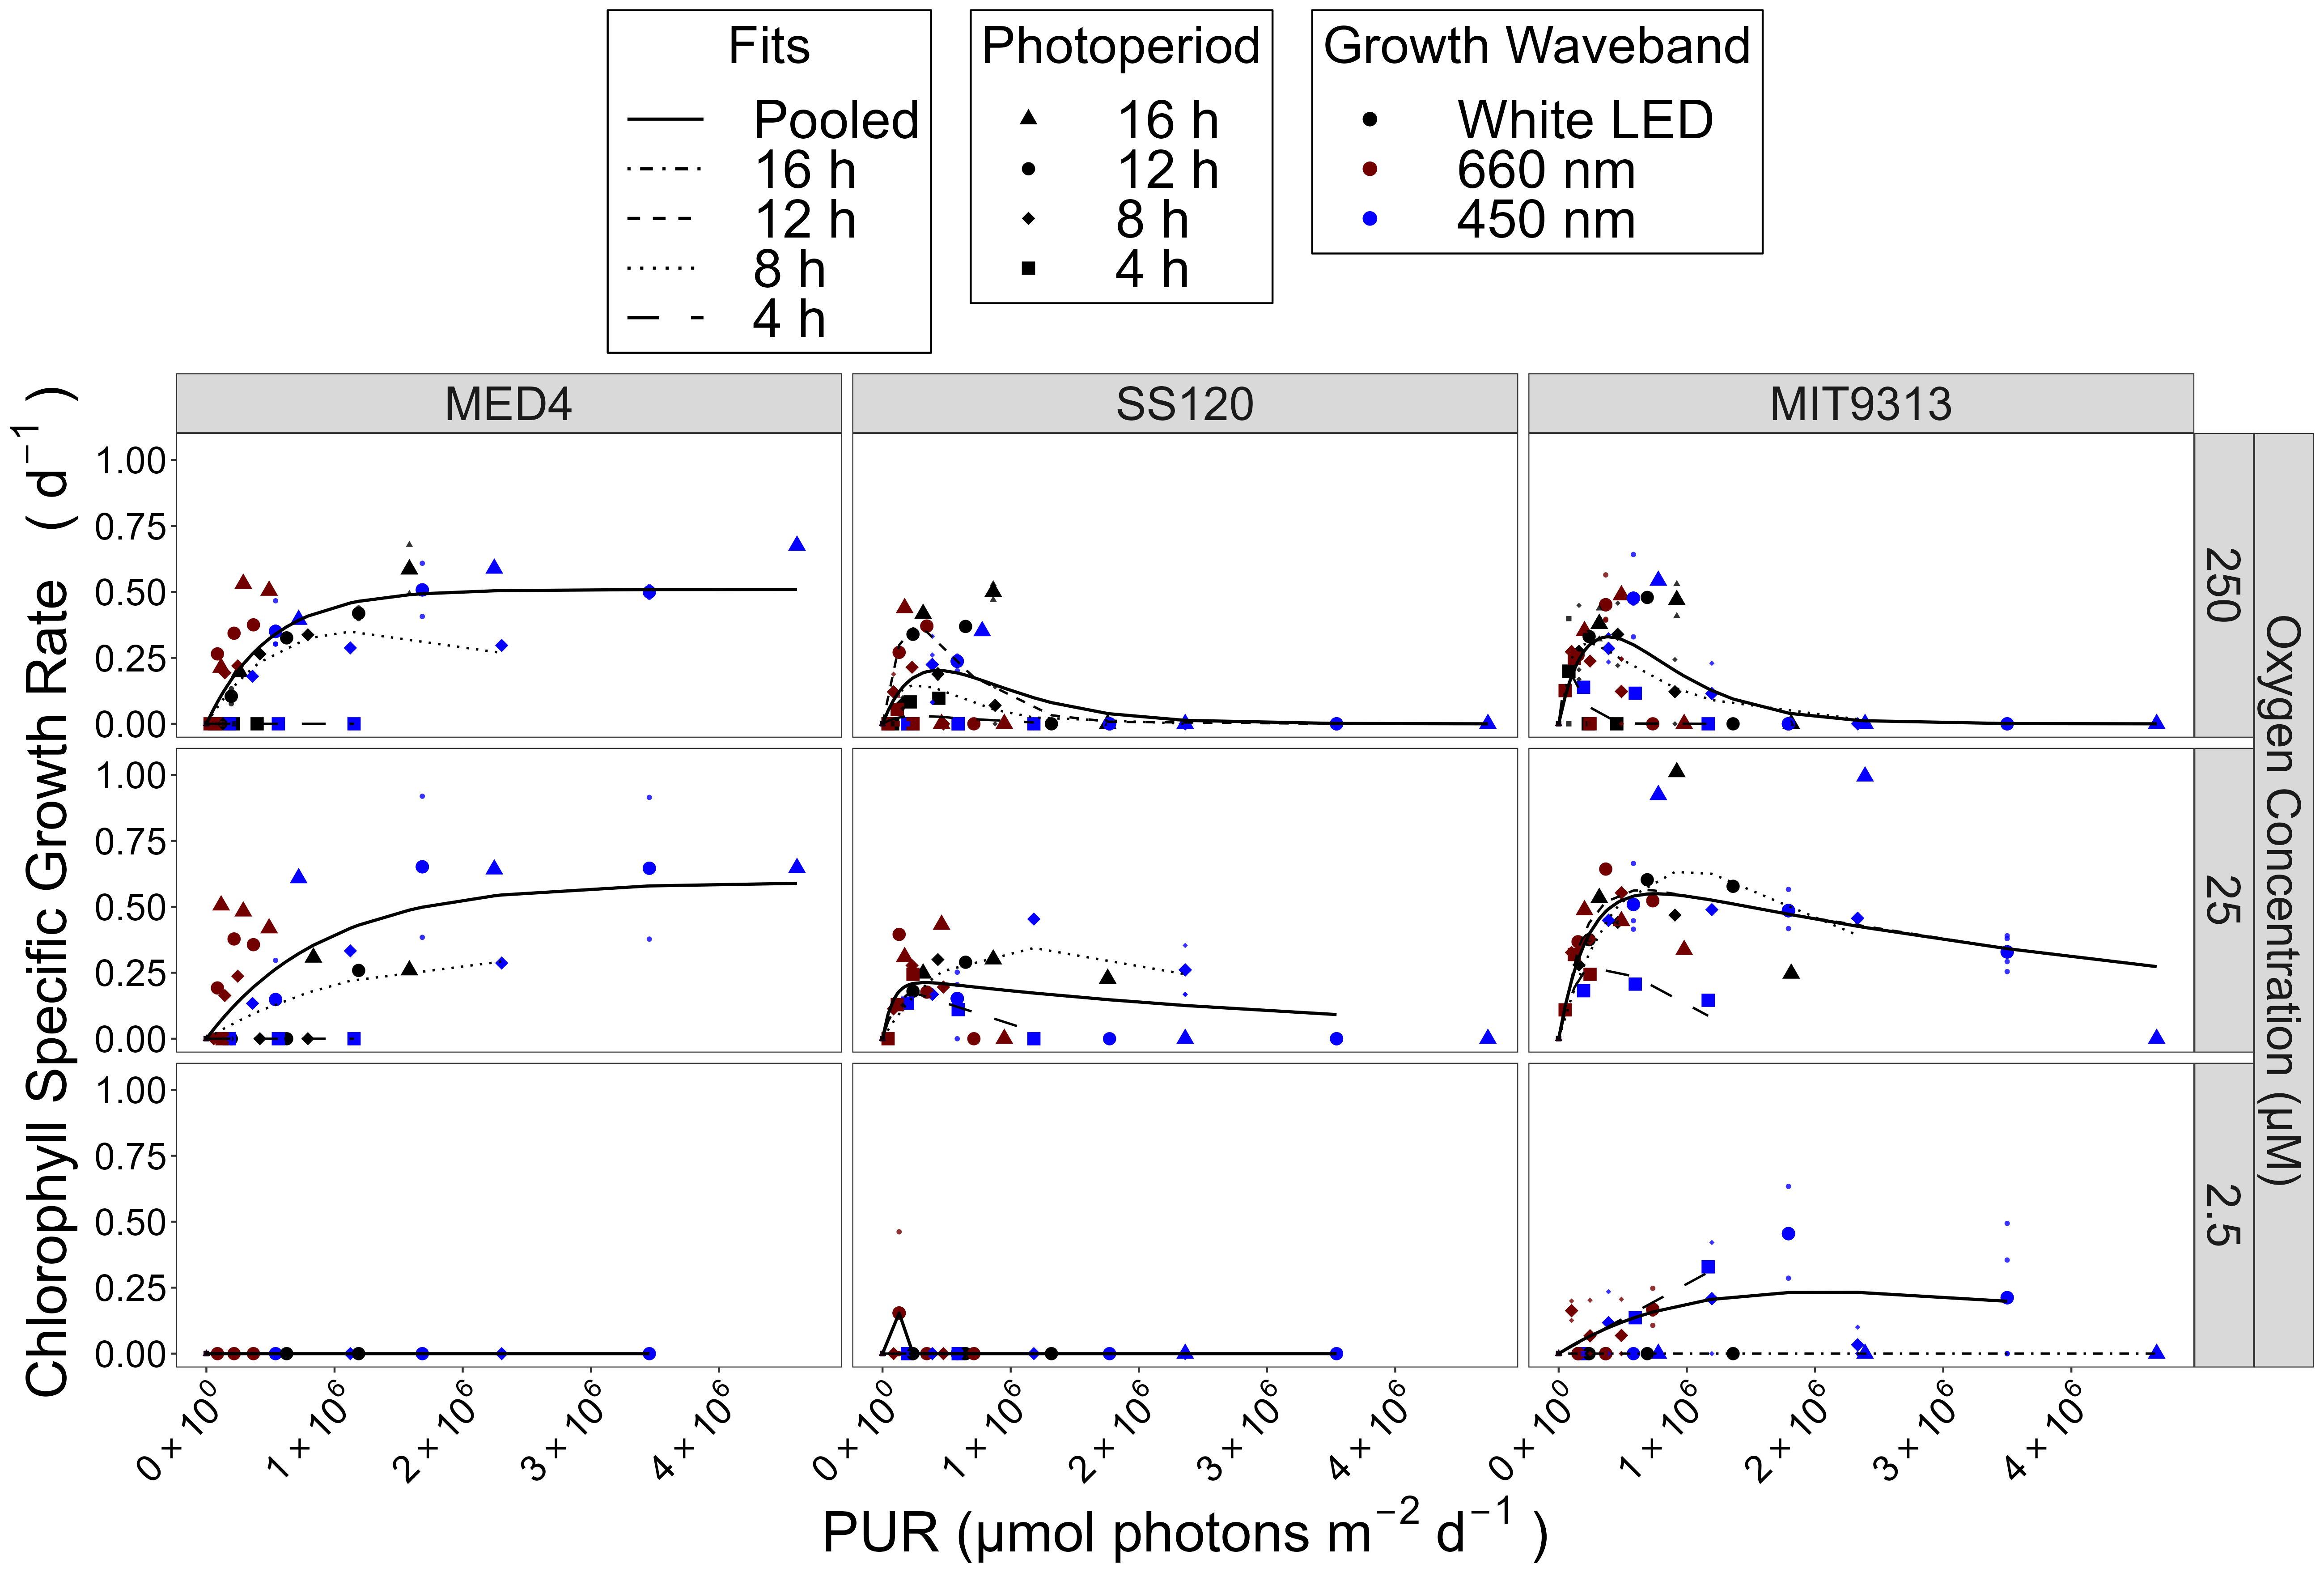 Fits
Pooled
16 h
12 h
8 h
4 h
Photoperiod
16 h
12 h
8 h
4 h
Growth Waveband
White LED
660 nm
450 nm
MED4
SS120
MIT9313
Chlorophyll Specific Growth Rate ( d⁻¹ )
1.00
0.75
0.50
0.25
0.00
250
1.00
0.75
0.50
0.25
0.00
25
1.00
0.75
0.50
0.25
0.00
2.5
Oxygen Concentration (µM)
0 + 10⁰
1 + 10⁶
2 + 10⁶
3 + 10⁶
4 + 10⁶
0 + 10⁰
1 + 10⁶
2 + 10⁶
3 + 10⁶
4 + 10⁶
0 + 10⁰
1 + 10⁶
2 + 10⁶
3 + 10⁶
4 + 10⁶
PUR (µmol photons m⁻² d⁻¹ )